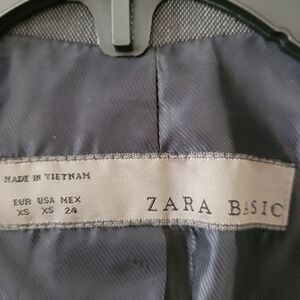 MADE IN VIETNAM
EUR USA MEX
XS XS 24
ZARA BASIC